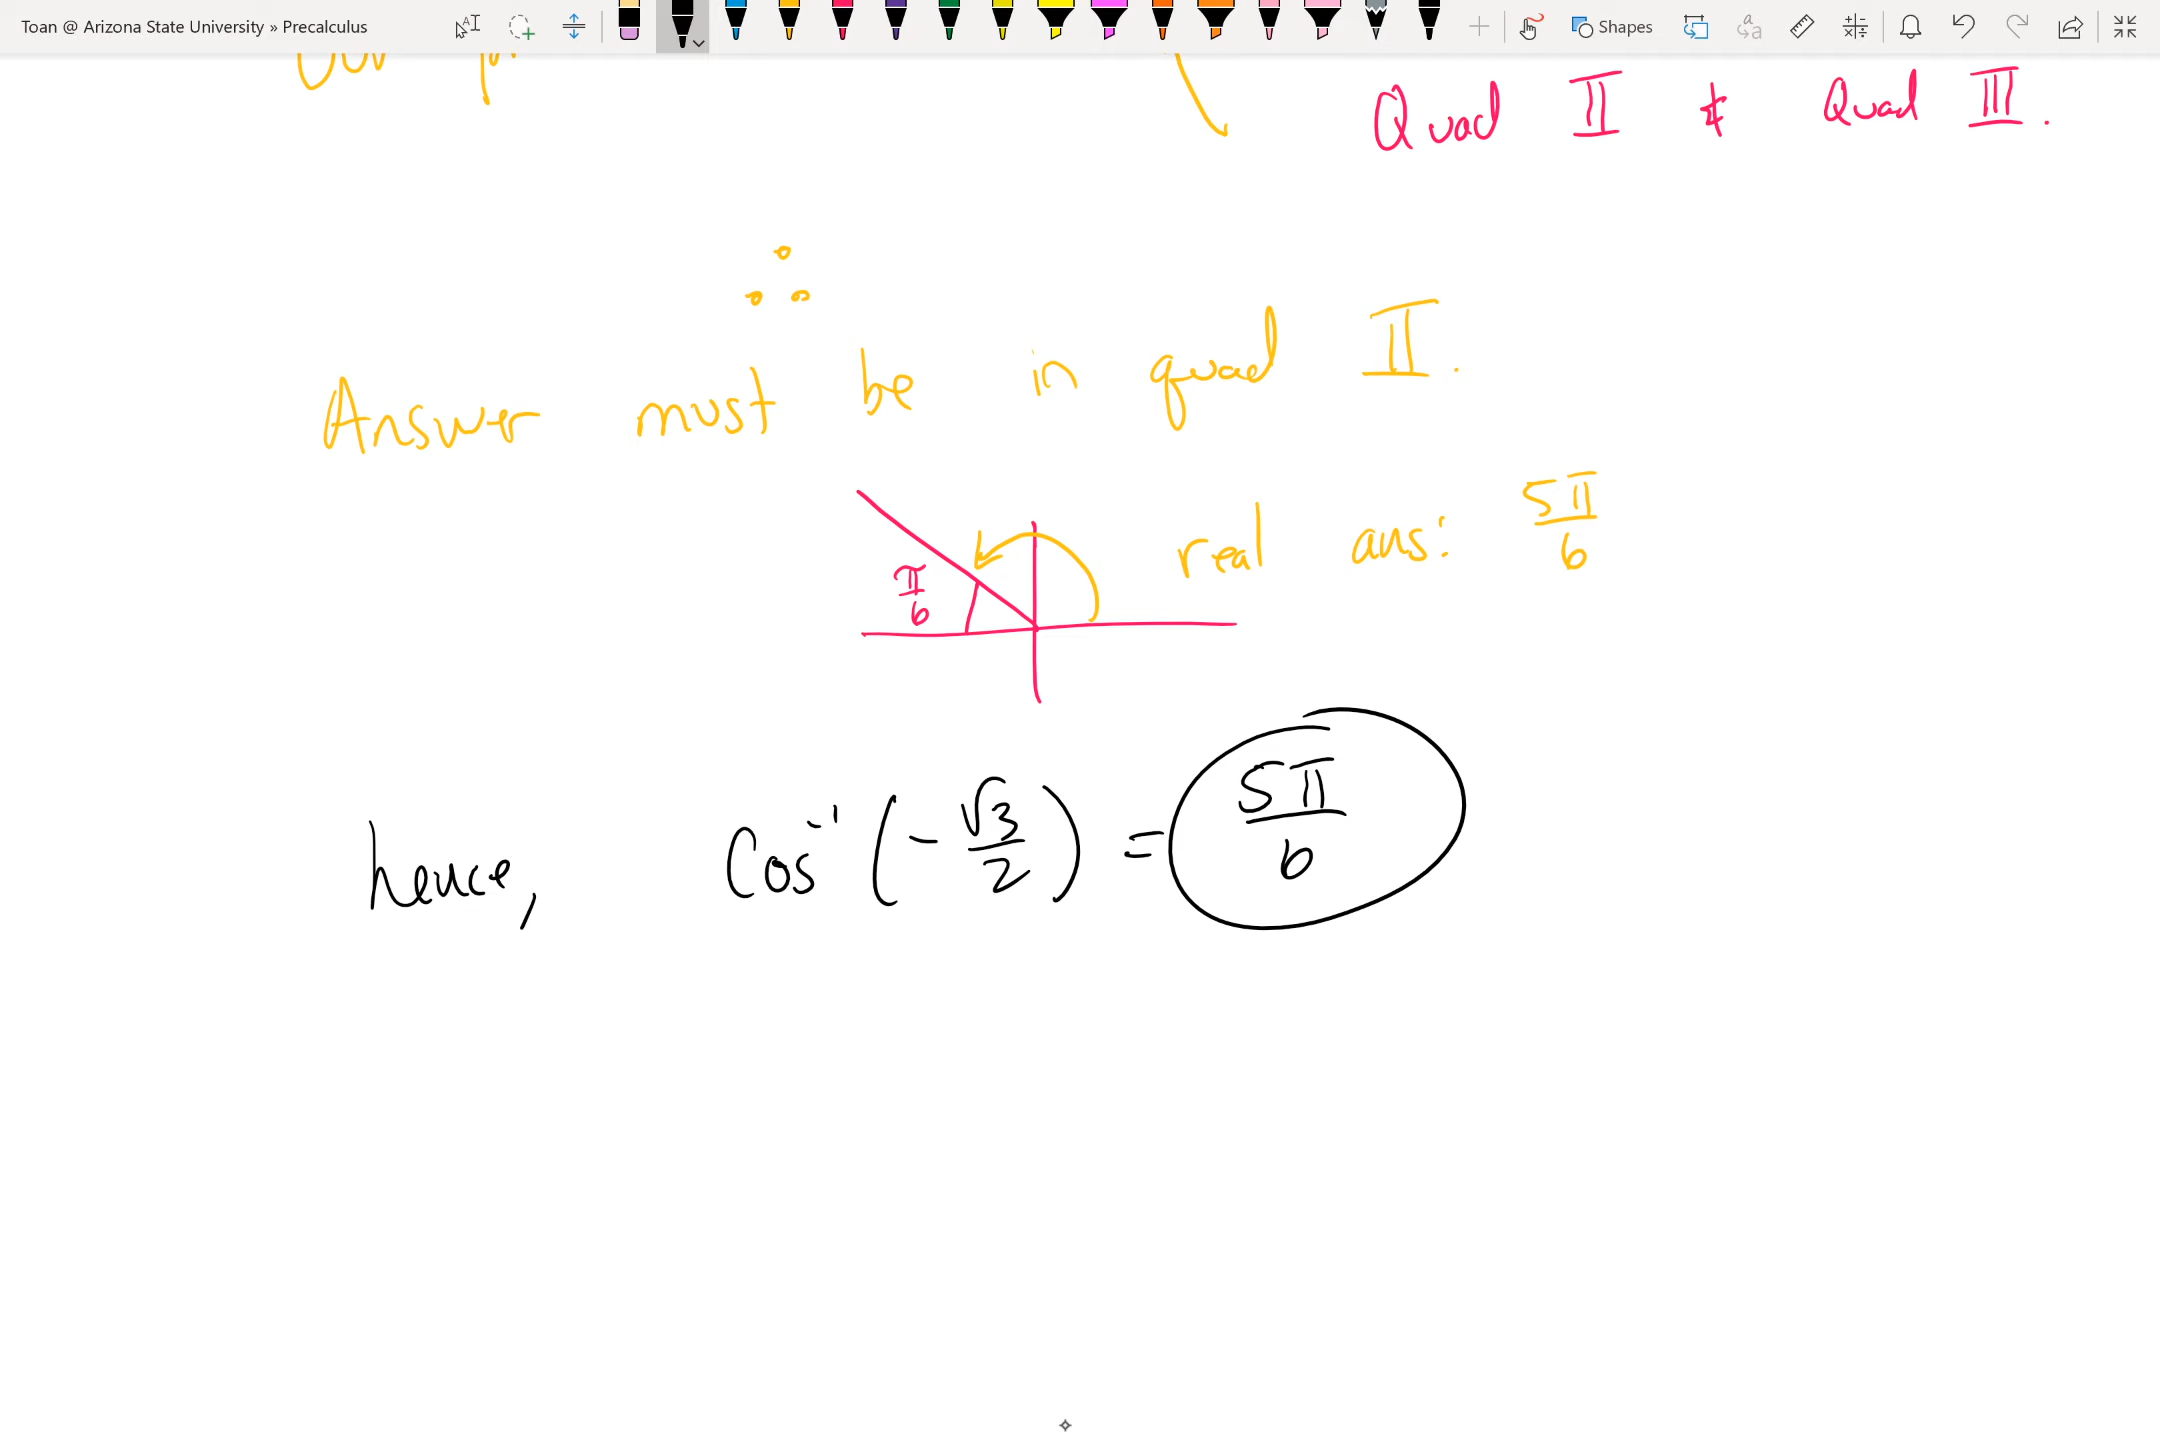 Toan @ Arizona State University » Precalculus
Shapes
Quad II & Quad III.
∴
Answer must be in quad II.
real ans: 5π/6
π/6
hence, Cos⁻¹(-√3/2) = 5π/6